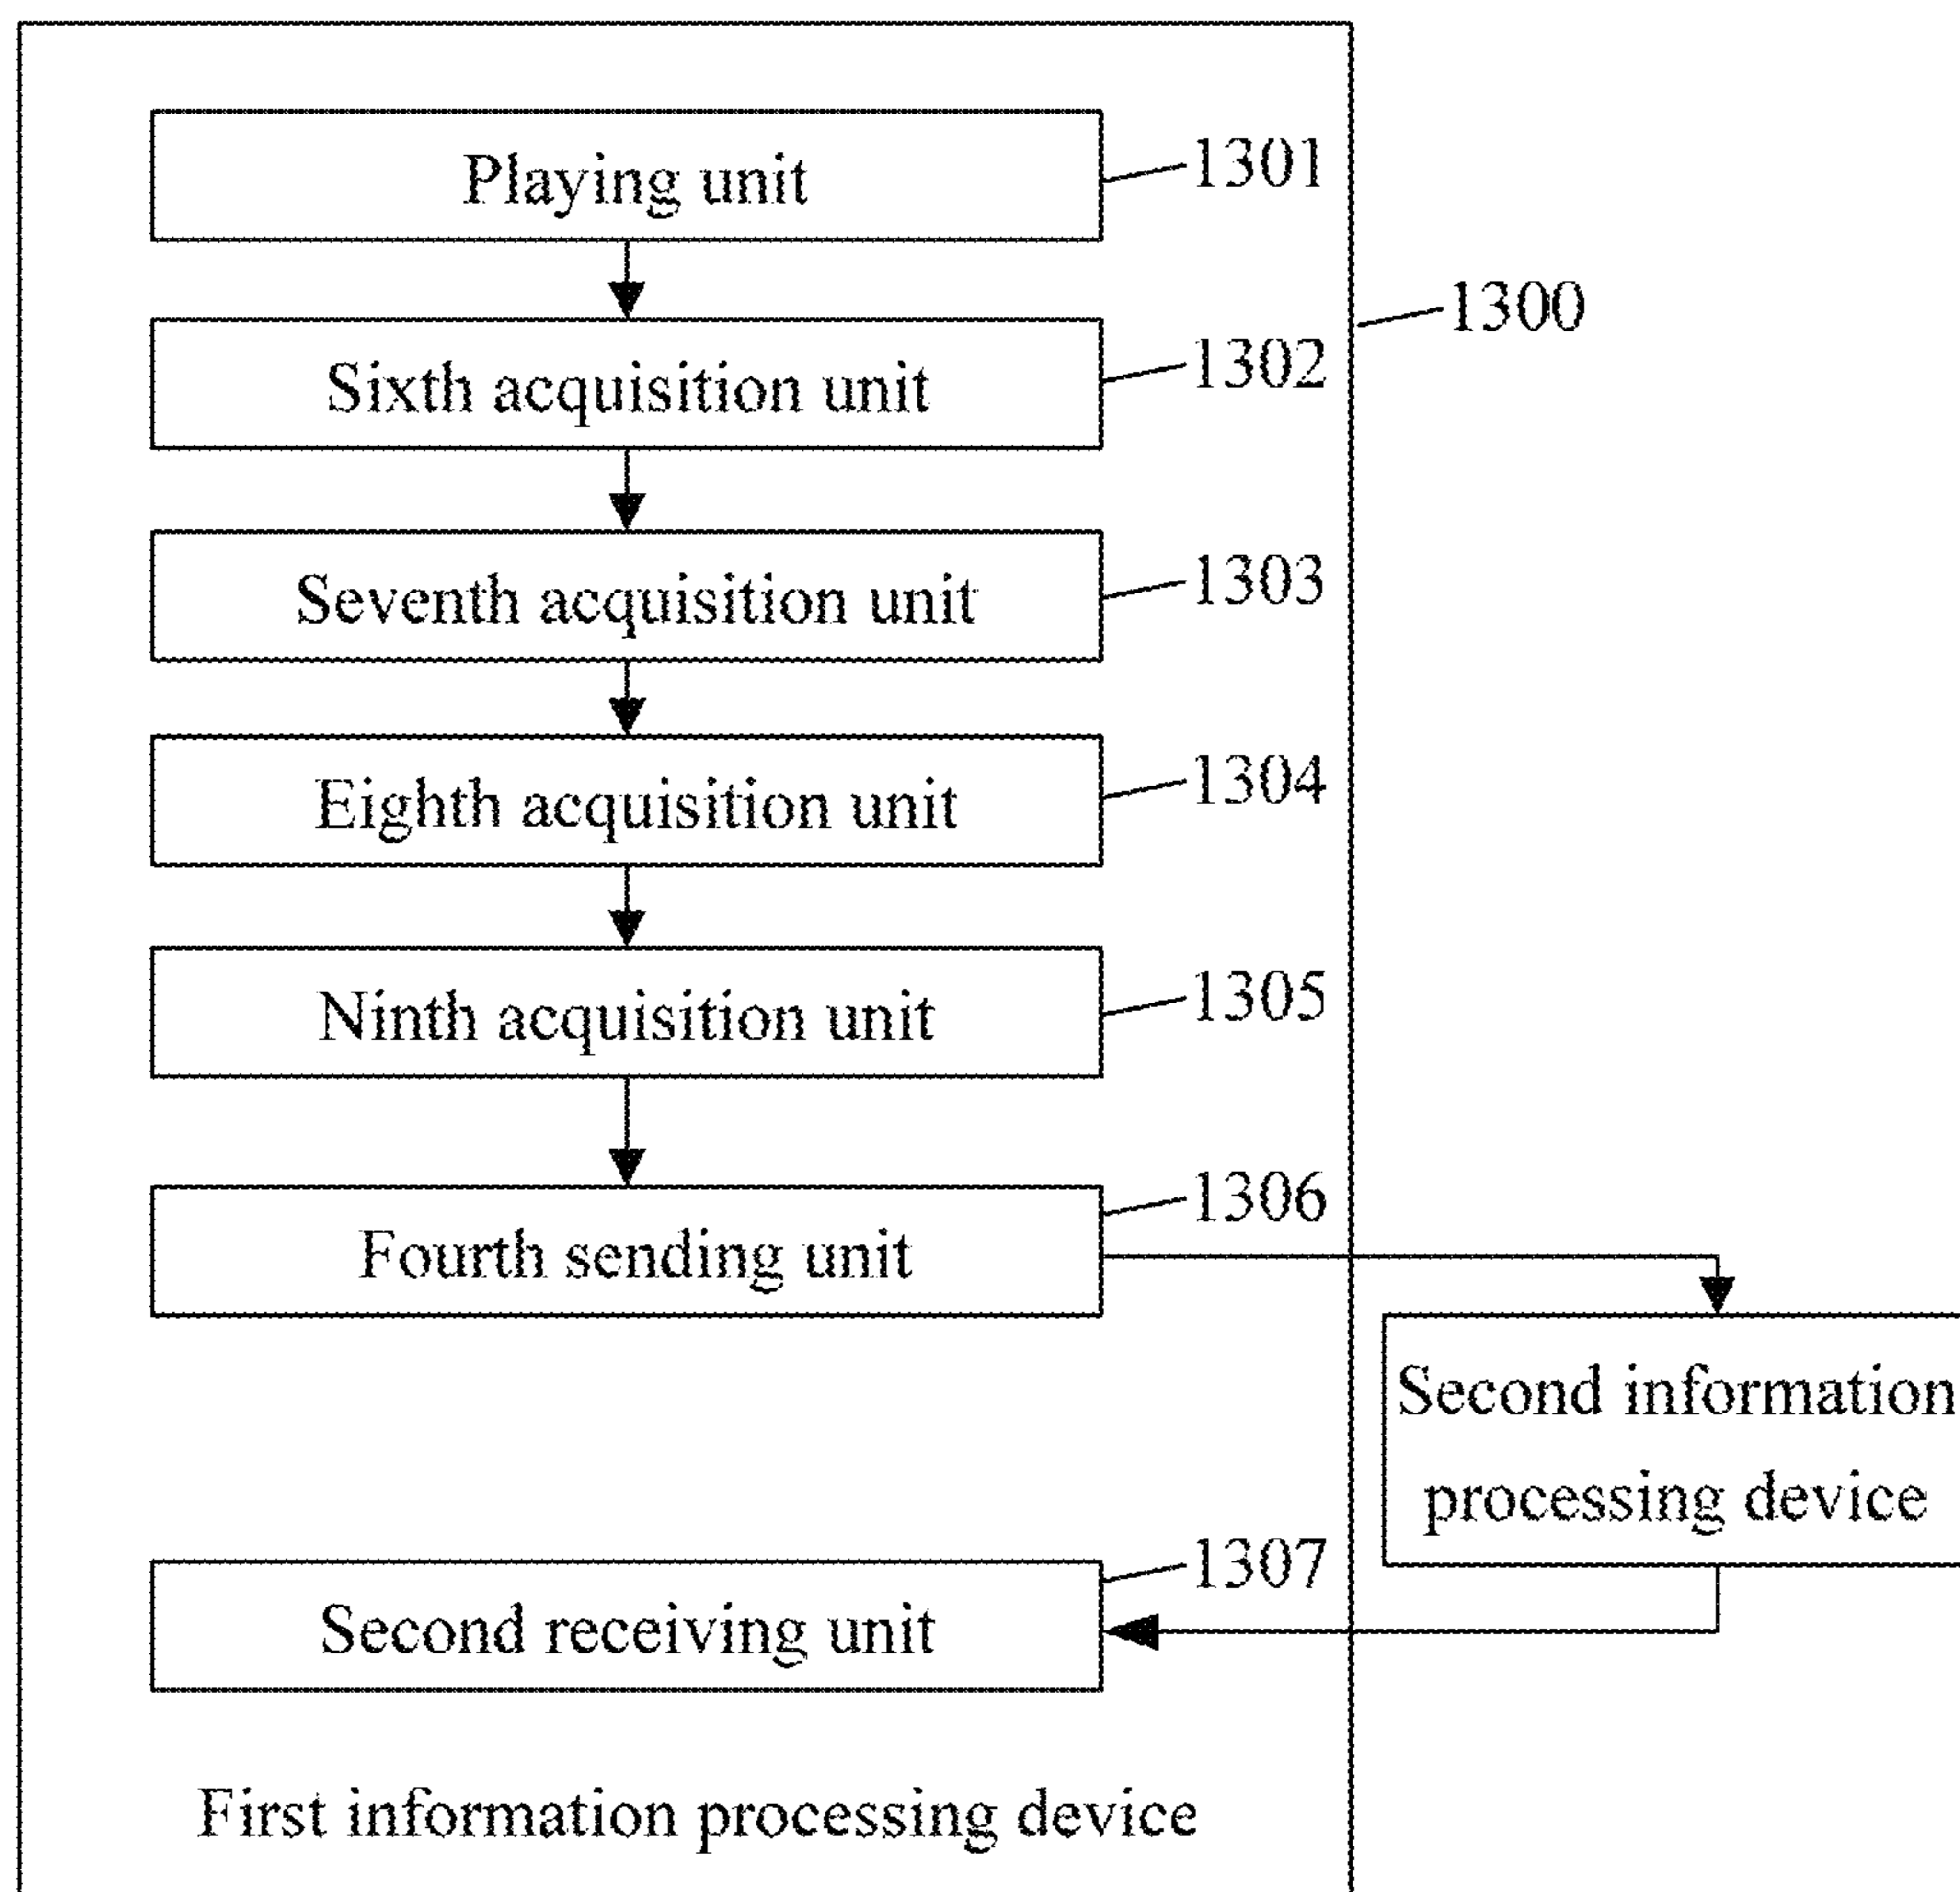 Playing unit
1301
1300
Sixth acquisition unit
1302
Seventh acquisition unit
1303
Eighth acquisition unit
1304
Ninth acquisition unit
1305
Fourth sending unit
1306
Second information
processing device
Second receiving unit
1307
First information processing device